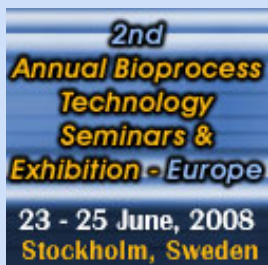 2nd
Annual Bioprocess
Technology
Seminars &
Exhibition - Europe
23 - 25 June, 2008
Stockholm, Sweden